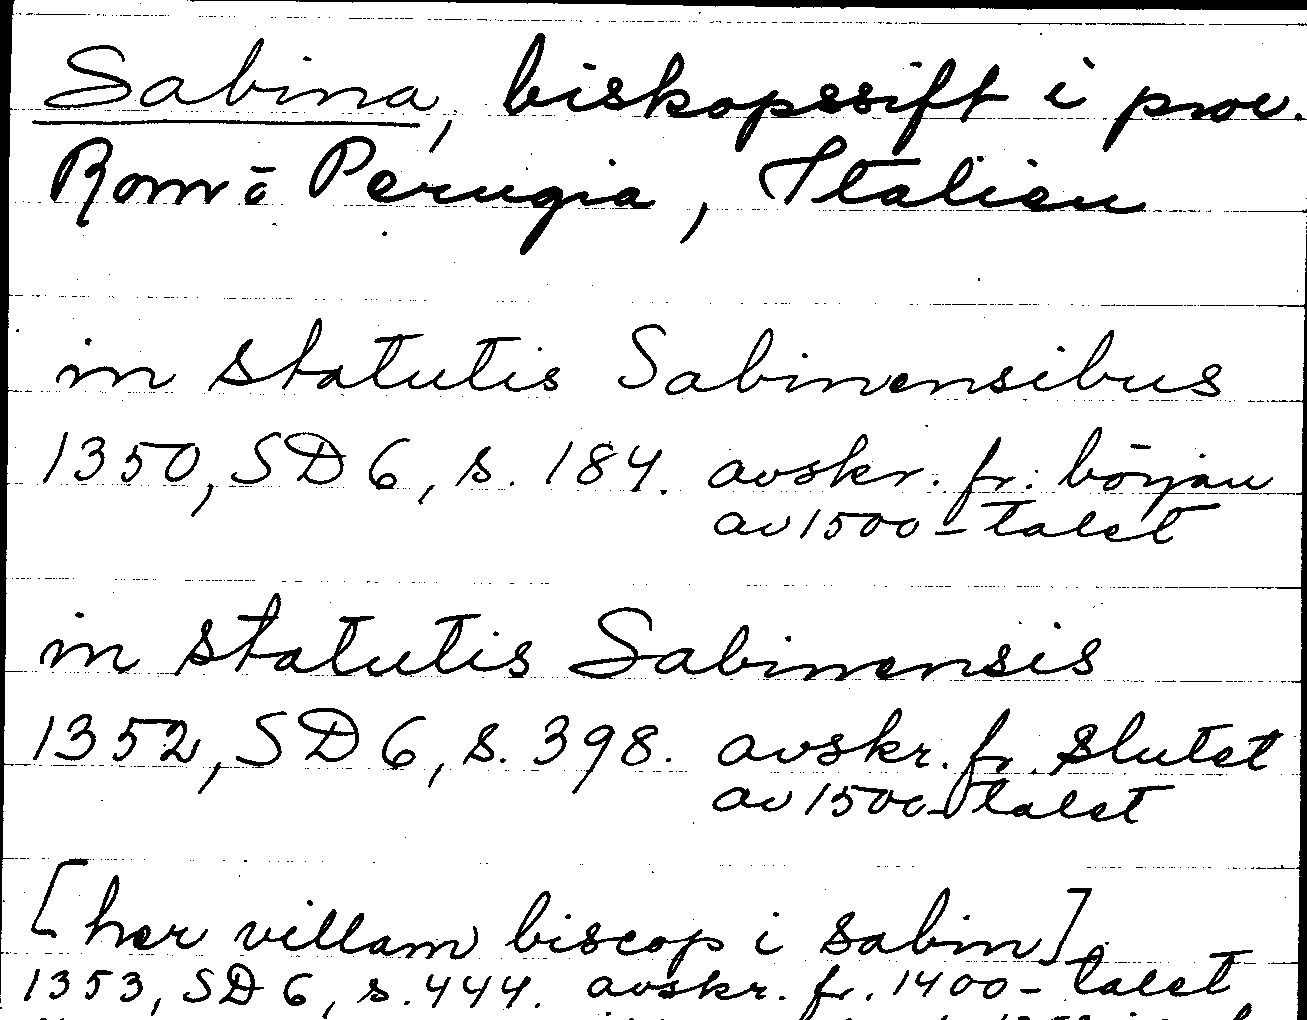 Sabina, biskopssift i prov.
Rom o Perugia, Italien
in statutis Sabinensibus
1350, SD 6, s. 184. avskr. fr. början
av 1500-talet
in statutis Sabinensis
1352, SD 6, s. 398. avskr. fr. slutet
av 1500-talet
[her villam biscop i sabin]
1353, SD 6, s. 444. avskr. fr. 1400-talet